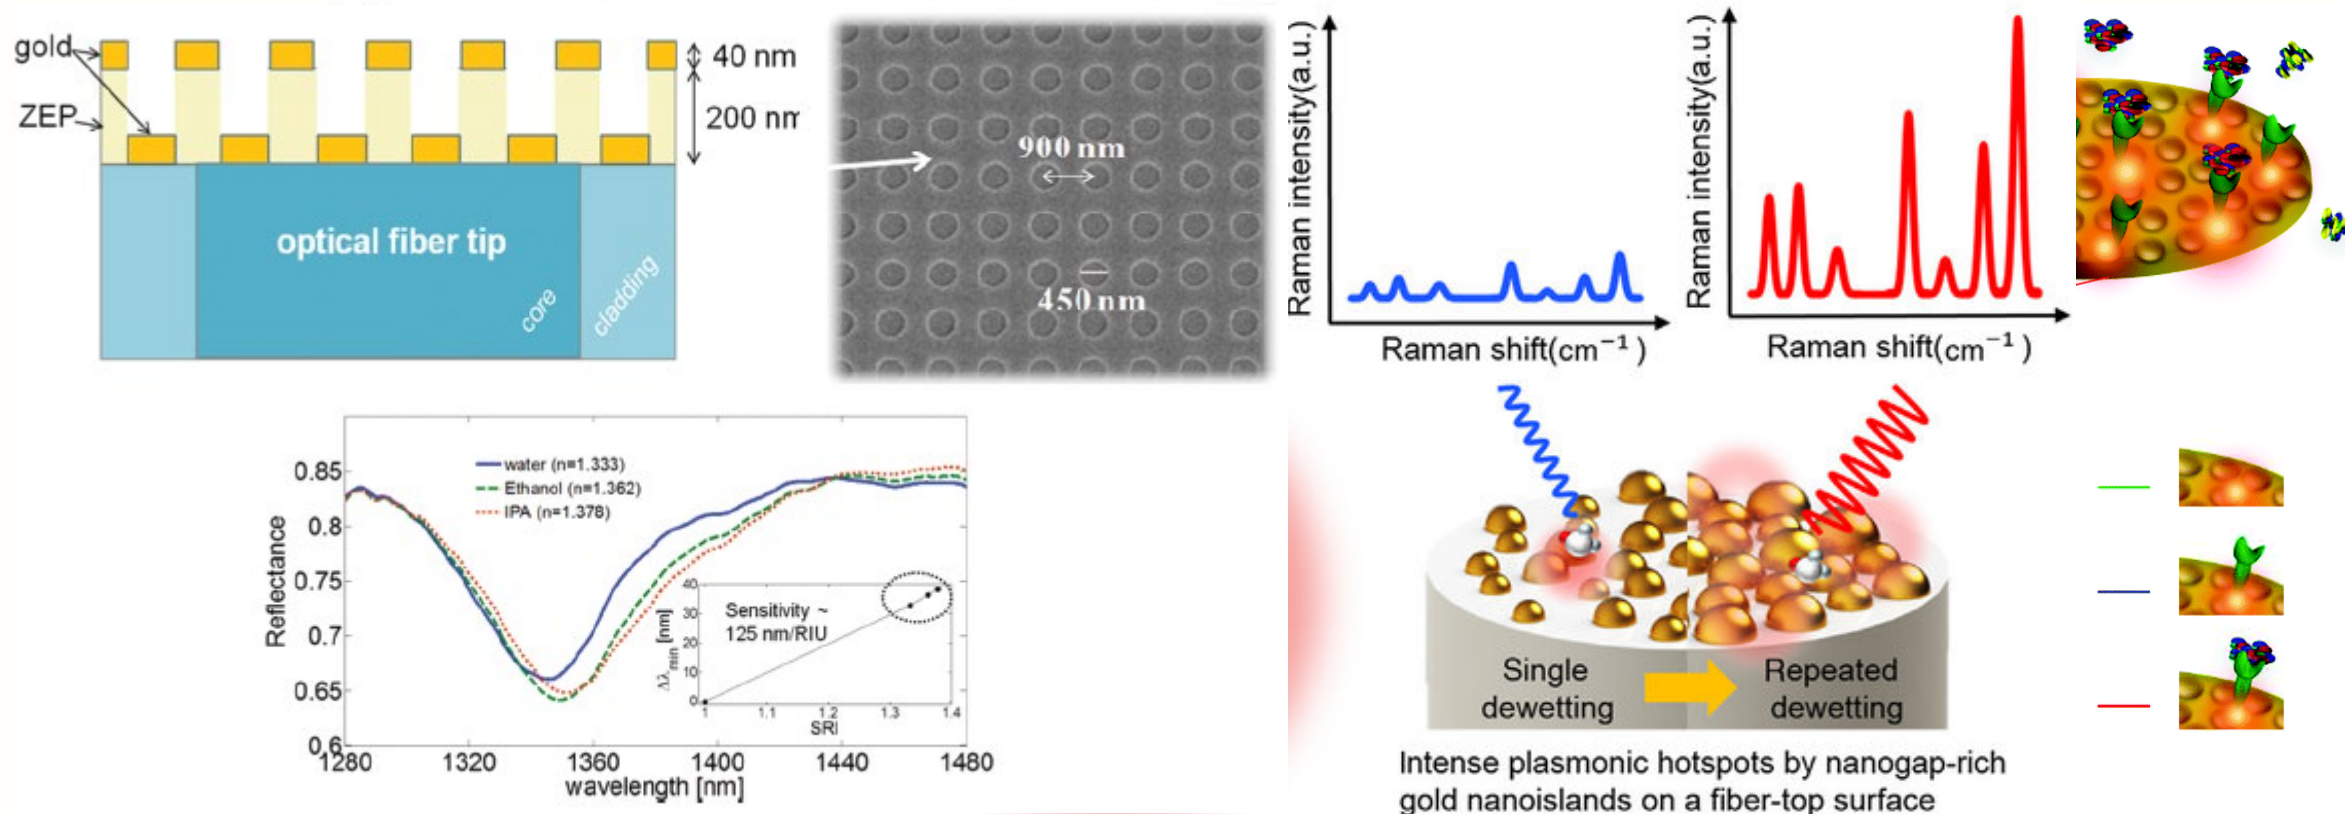 gold
40 nm
ZEP
200 nm
optical fiber tip
core
cladding
900 nm
450 nm
Raman intensity(a.u.)
Raman shift(cm⁻¹ )
Raman intensity(a.u.)
Raman shift(cm⁻¹ )
water (n=1.333)
Ethanol (n=1.362)
IPA (n=1.378)
Reflectance
0.85
0.8
0.75
0.7
0.65
0.6
1280 1320 1360 1400 1440 1480
wavelength [nm]
Sensitivity ~
125 nm/RIU
Δλmin [nm]
40
30
20
10
0
1 1.1 1.2 1.3 1.4
SRI
Single
dewetting
Repeated
dewetting
Intense plasmonic hotspots by nanogap-rich
gold nanoislands on a fiber-top surface